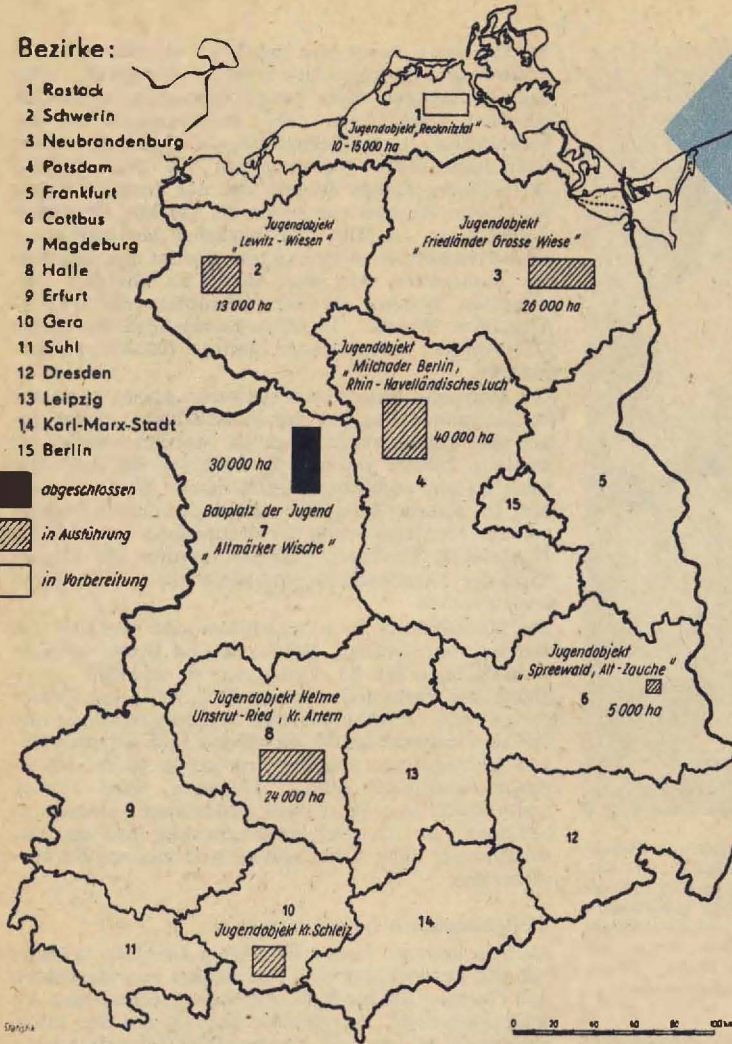 Bezirke:
1 Rostock
2 Schwerin
3 Neubrandenburg
4 Potsdam
5 Frankfurt
6 Cottbus
7 Magdeburg
8 Halle
9 Erfurt
10 Gera
11 Suhl
12 Dresden
13 Leipzig
14 Karl-Marx-Stadt
15 Berlin
abgeschlossen
in Ausführung
in Vorbereitung
1
Jugendobjekt „Recknitztal"
10-15000 ha
Jugendobjekt
„Lewitz-Wiesen"
2
13 000 ha
Jugendobjekt
„Friedländer Grosse Wiese"
3
26 000 ha
Jugendobjekt
„Milchader Berlin,
Rhin-Havelländisches Luch"
40 000 ha
4
5
15
30 000 ha
Bauplatz der Jugend
7
„Altmärker Wische"
Jugendobjekt
„Spreewald, Alt-Zauche"
6
5 000 ha
Jugendobjekt Helme
Unstrut-Ried, Kr. Artern
8
24 000 ha
13
9
12
10
Jugendobjekt Kr. Schleiz
14
11
0 20 40 60 80 100 km